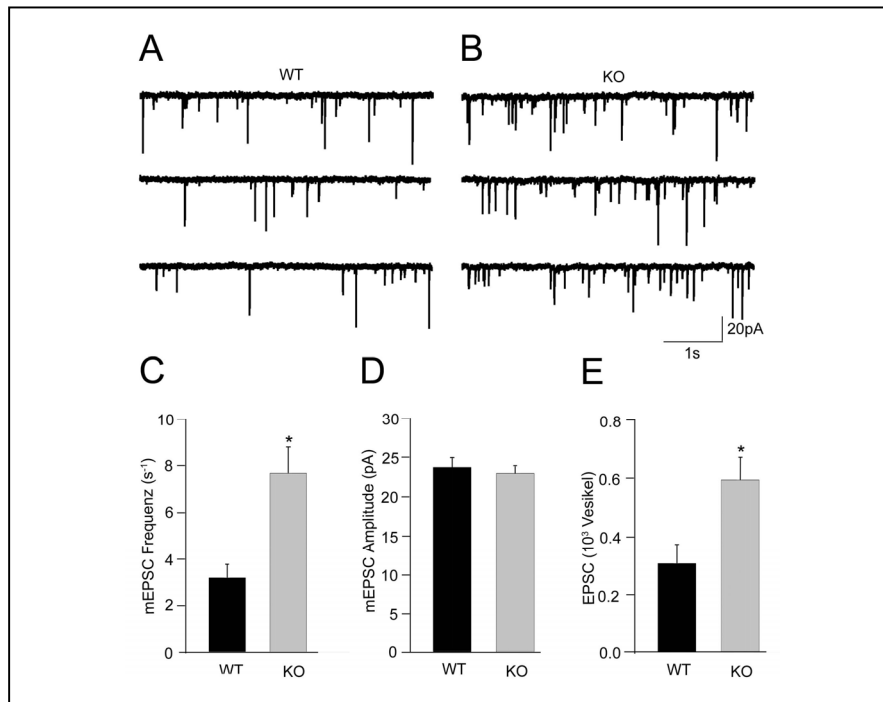 A
B
WT
KO
20pA
1s
C
D
E
mEPSC Frequenz (s⁻¹)
10
8
6
4
2
0
*
WT
KO
mEPSC Amplitude (pA)
30
25
20
15
10
5
0
WT
KO
EPSC (10³ Vesikel)
0.8
0.6
0.4
0.2
0.0
*
WT
KO